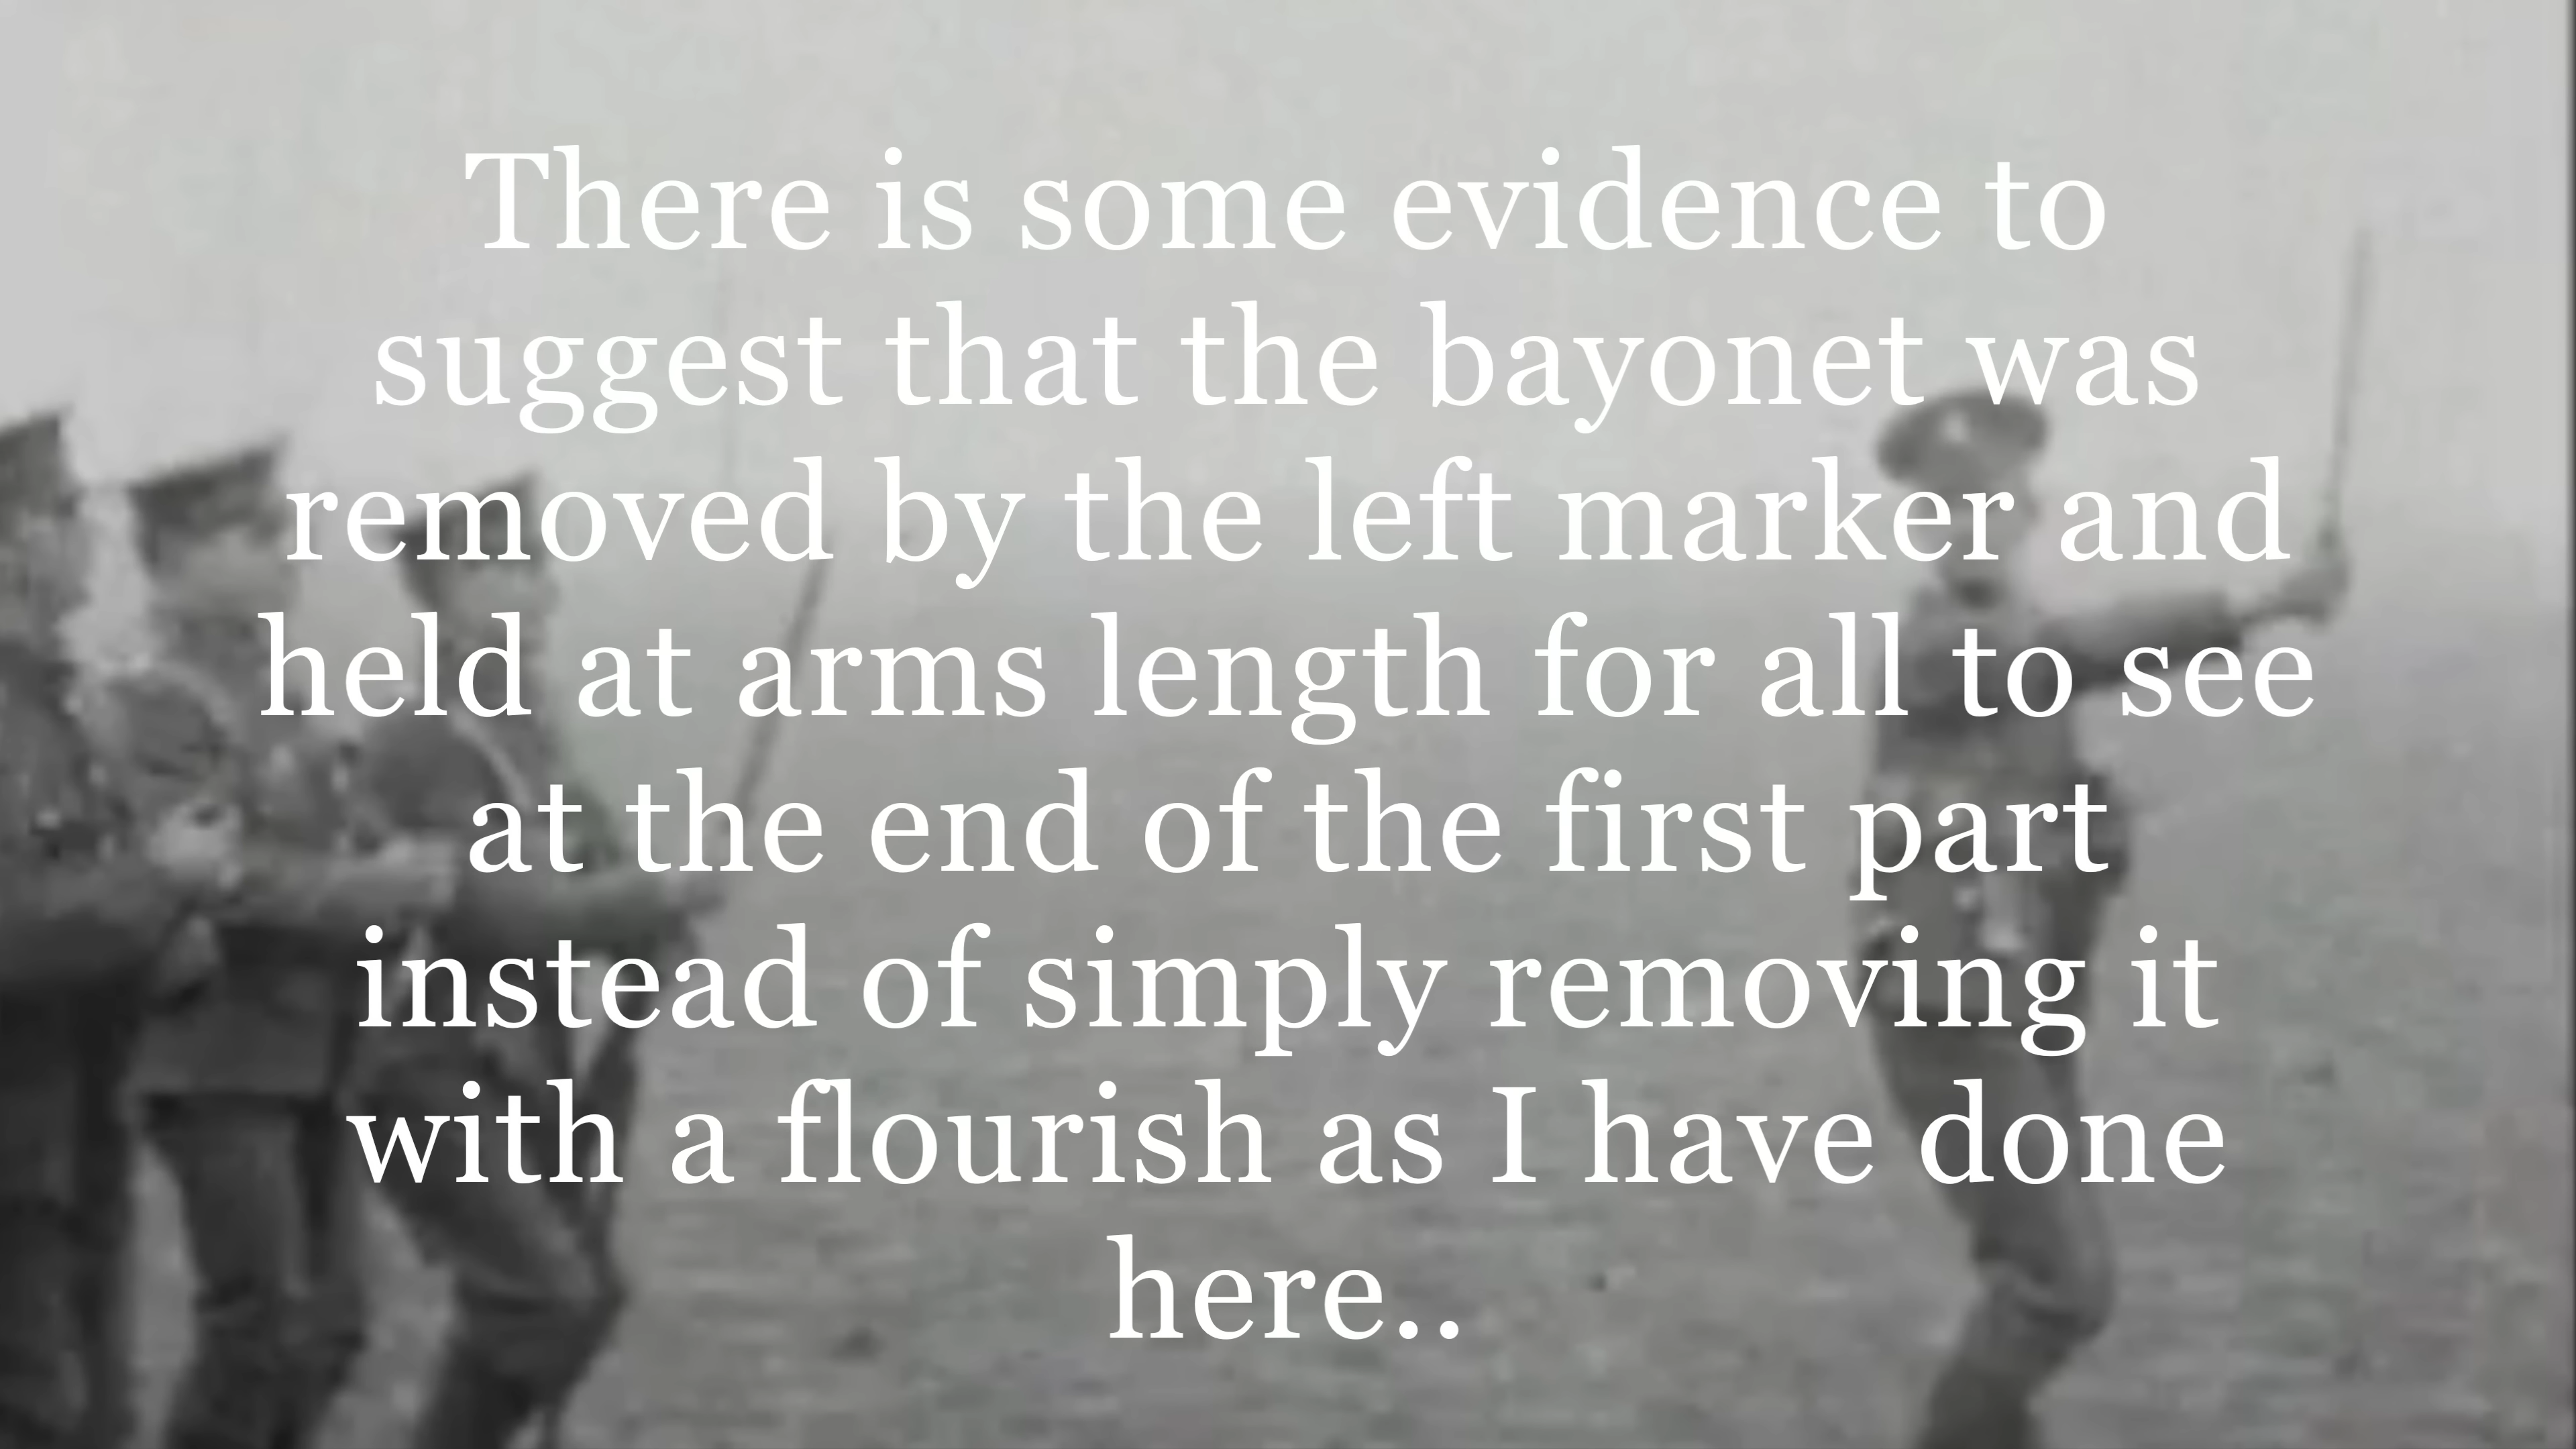 There is some evidence to
suggest that the bayonet was
removed by the left marker and
held at arms length for all to see
at the end of the first part
instead of simply removing it
with a flourish as I have done
here..